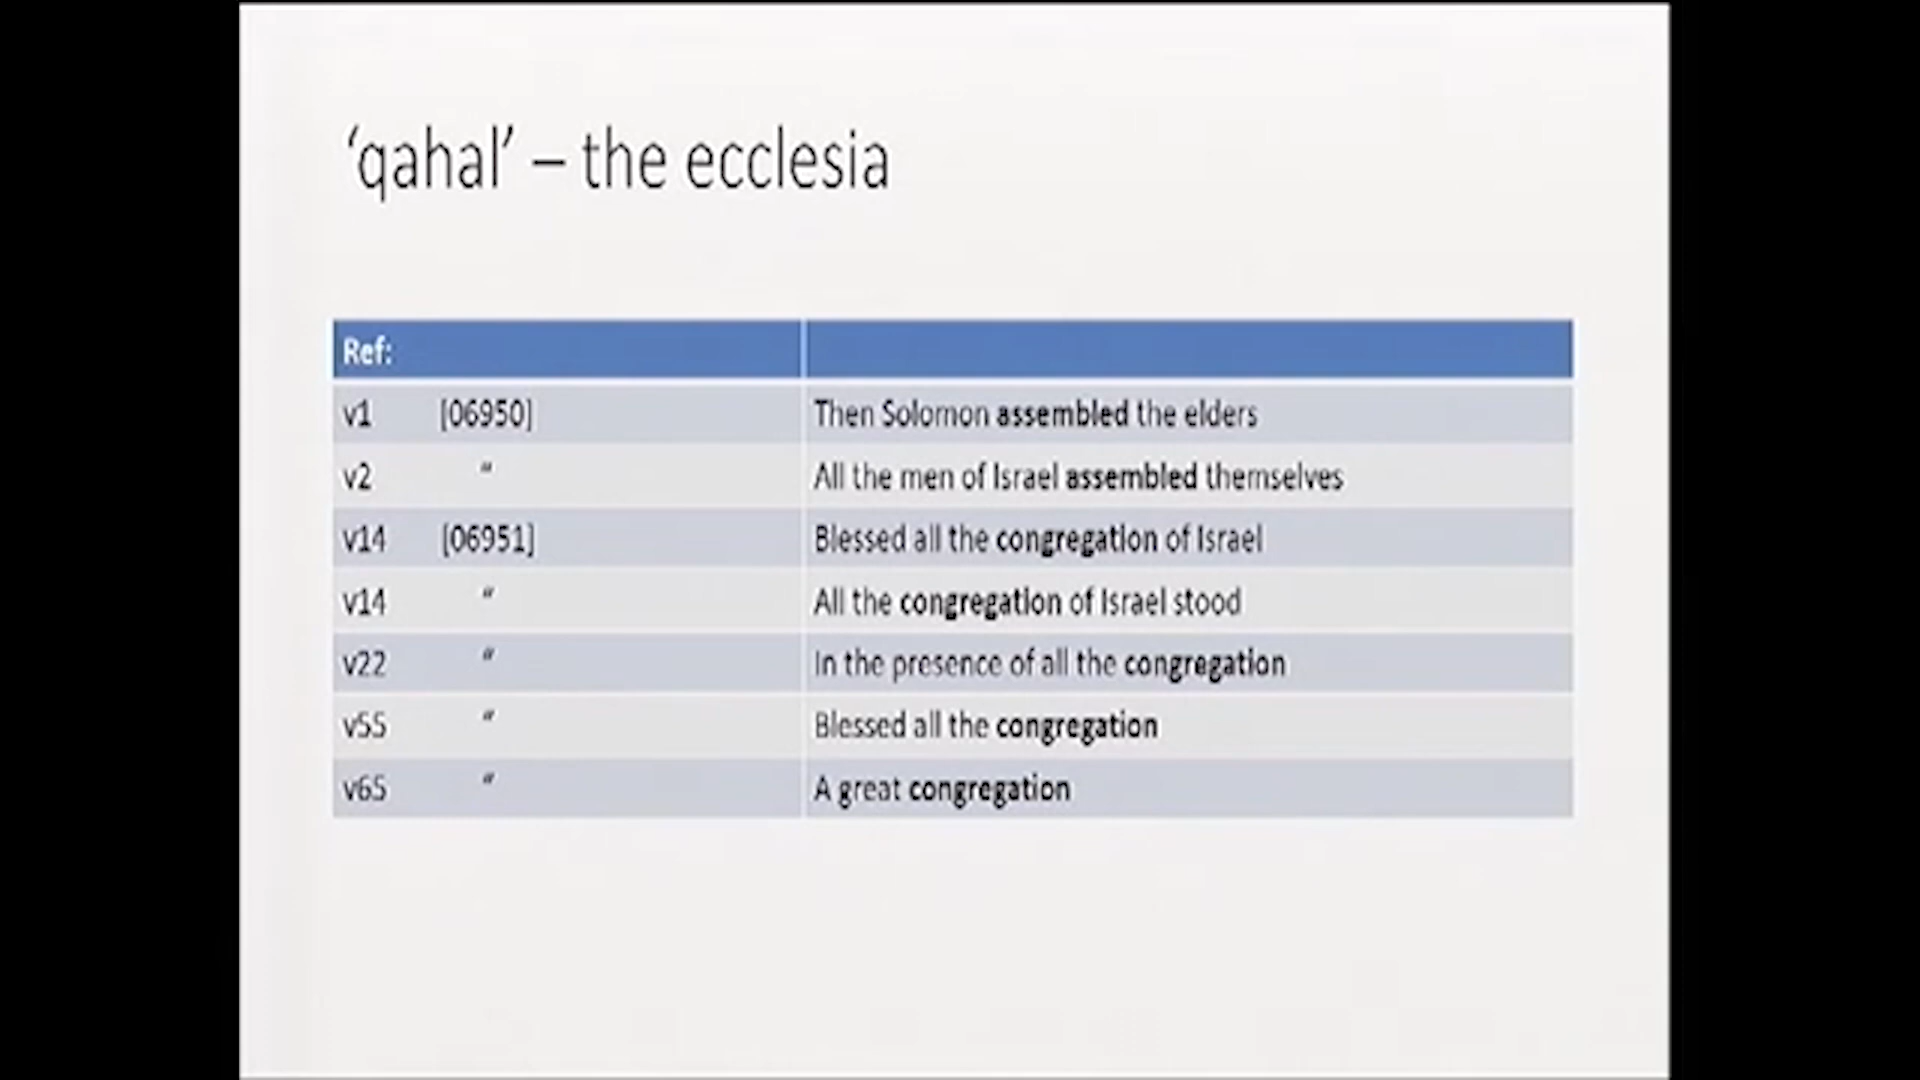 ‘qahal’ – the ecclesia
Ref:
v1 [06950] Then Solomon assembled the elders
v2 “ All the men of Israel assembled themselves
v14 [06951] Blessed all the congregation of Israel
v14 “ All the congregation of Israel stood
v22 “ In the presence of all the congregation
v55 “ Blessed all the congregation
v65 “ A great congregation